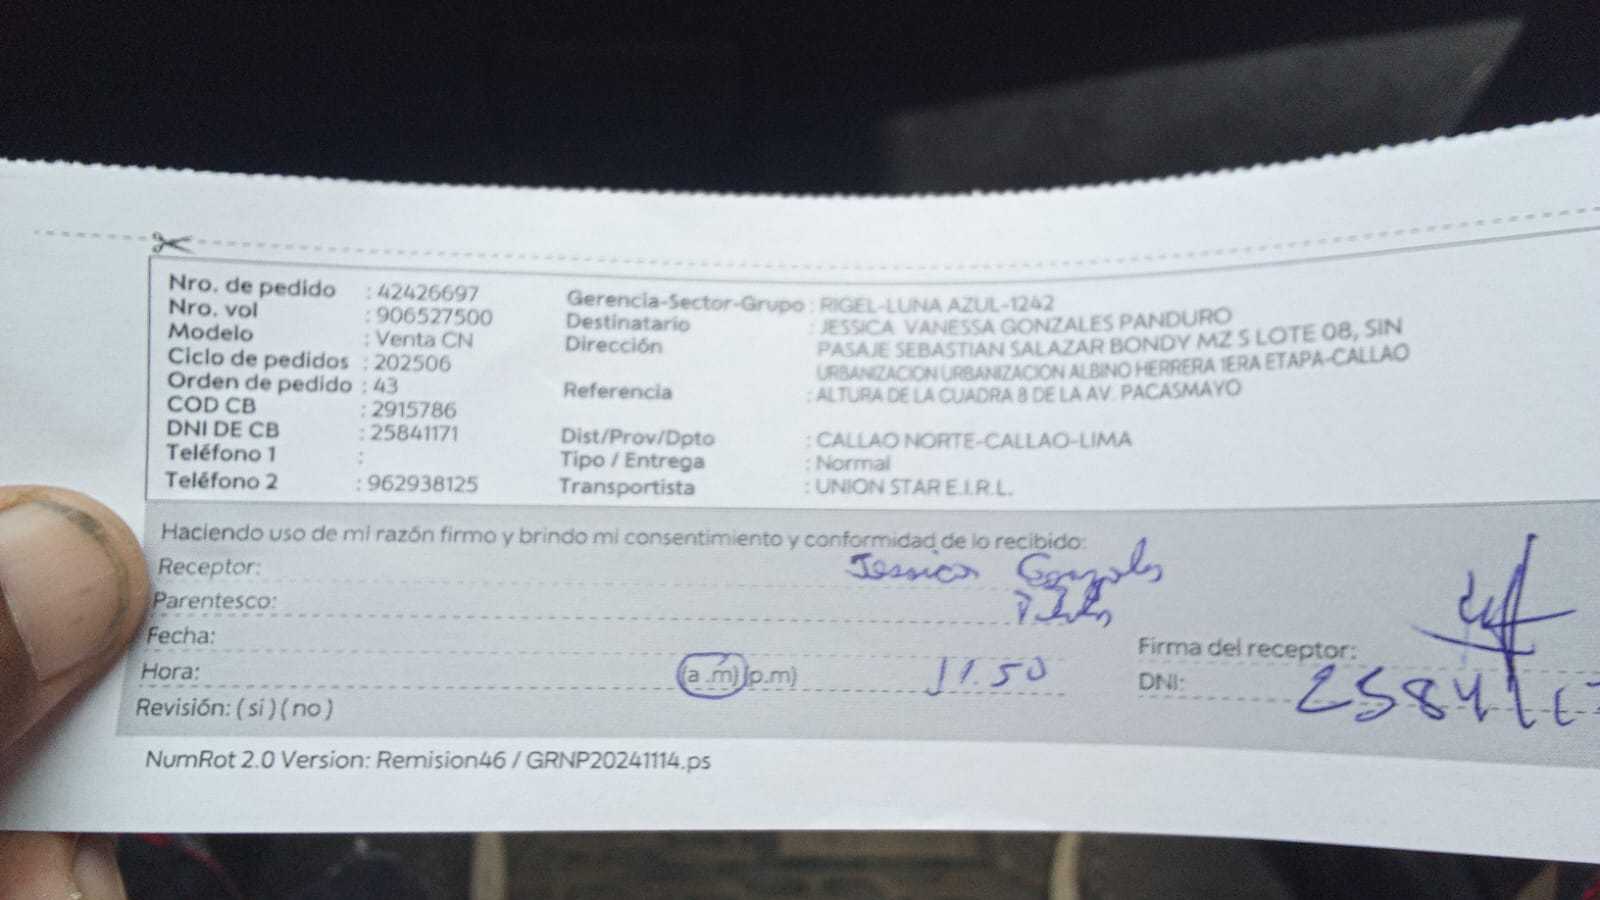 Nro. de pedido : 42426697
Nro. vol : 906527500
Modelo : Venta CN
Ciclo de pedidos : 202506
Orden de pedido : 43
COD CB : 2915786
DNI DE CB : 25841171
Teléfono 1 :
Teléfono 2 : 962938125
Gerencia-Sector-Grupo : RIGEL-LUNA AZUL-1242
Destinatario : JESSICA VANESSA GONZALES PANDURO
Dirección PASAJE SEBASTIAN SALAZAR BONDY MZ S LOTE 08, SIN
URBANIZACION URBANIZACION ALBINO HERRERA 1ERA ETAPA-CALLAO
Referencia : ALTURA DE LA CUADRA 8 DE LA AV. PACASMAYO
Dist/Prov/Dpto : CALLAO NORTE-CALLAO-LIMA
Tipo / Entrega : Normal
Transportista : UNION STAR E.I.R.L.
Haciendo uso de mi razón firmo y brindo mi consentimiento y conformidad de lo recibido:
Receptor: Jessica Gonzales
Parentesco:
Fecha:
Hora: (a .m) (p.m) 11.50
Revisión: ( si ) ( no )
Firma del receptor:
DNI: 2584117
NumRot 2.0 Version: Remision46 / GRNP20241114.ps